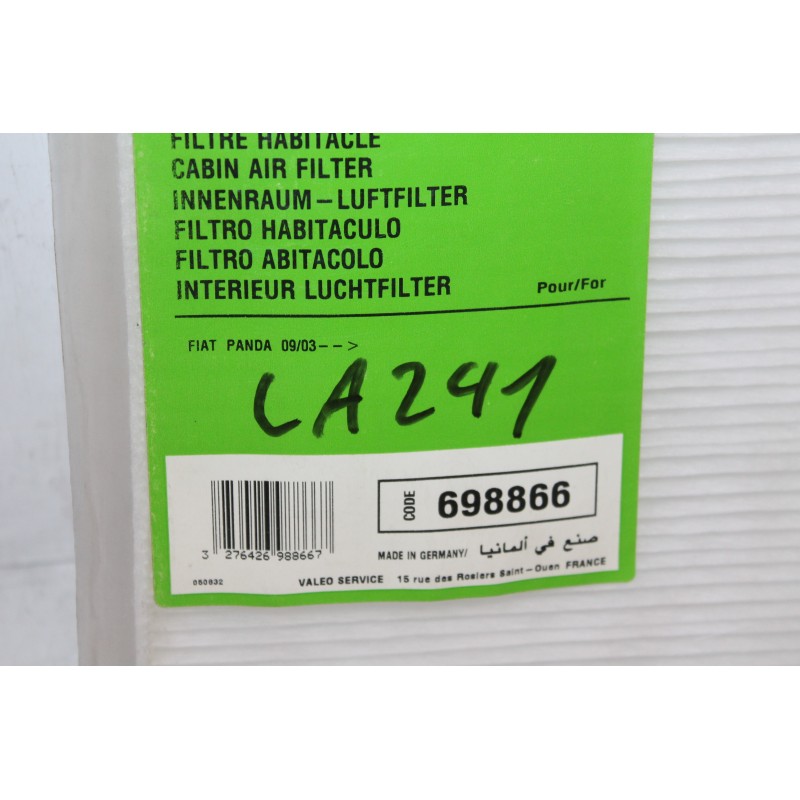 FILTRE HABITACLE
CABIN AIR FILTER
INNENRAUM – LUFTFILTER
FILTRO HABITACULO
FILTRO ABITACOLO
INTERIEUR LUCHTFILTER
Pour/For
FIAT PANDA 09/03-->
LA241
CODE 698866
3 276426 988667
MADE IN GERMANY/ صنع في ألمانيا
050832 VALEO SERVICE 15 rue des Rosiers Saint-Ouen FRANCE